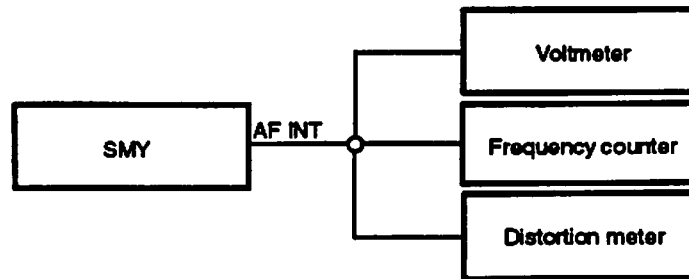 Voltmeter
AF INT
SMY
Frequency counter
Distortion meter